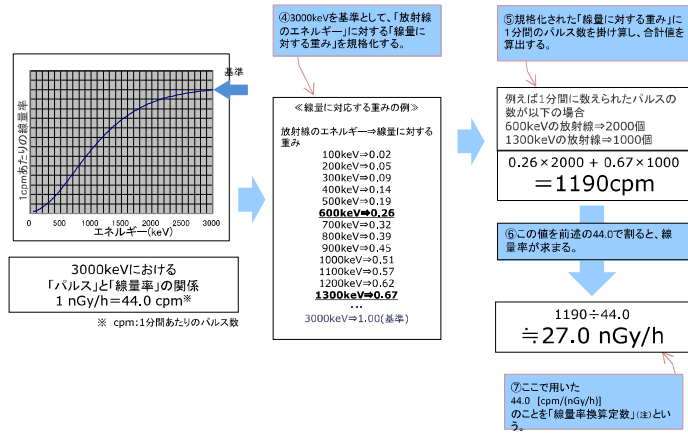 ④3000keVを基準として、「放射線
のエネルギー」に対する「線量に
対する重み」を規格化する。
⑤規格化された「線量に対する重み」に
1分間のパルス数を掛け算し、合計値を
算出する。
基準
1cpmあたりの線量率
0 500 1000 1500 2000 2500 3000
エネルギー(keV)
3000keVにおける
「パルス」と「線量率」の関係
1 nGy/h＝44.0 cpm※
※ cpm:1分間あたりのパルス数
≪線量に対応する重みの例≫
放射線のエネルギー⇒線量に対する
重み
100keV⇒0.02
200keV⇒0.05
300keV⇒0.09
400keV⇒0.14
500keV⇒0.19
600keV⇒0.26
700keV⇒0.32
800keV⇒0.39
900keV⇒0.45
1000keV⇒0.51
1100keV⇒0.57
1200keV⇒0.62
1300keV⇒0.67
…
3000keV⇒1.00(基準)
例えば1分間に数えられたパルスの
数が以下の場合
600keVの放射線⇒2000個
1300keVの放射線⇒1000個
0.26×2000 + 0.67×1000
＝1190cpm
⑥この値を前述の44.0で割ると、線
量率が求まる。
1190÷44.0
≒27.0 nGy/h
⑦ここで用いた
44.0 [cpm/(nGy/h)]
のことを「線量率換算定数」(注)とい
う。